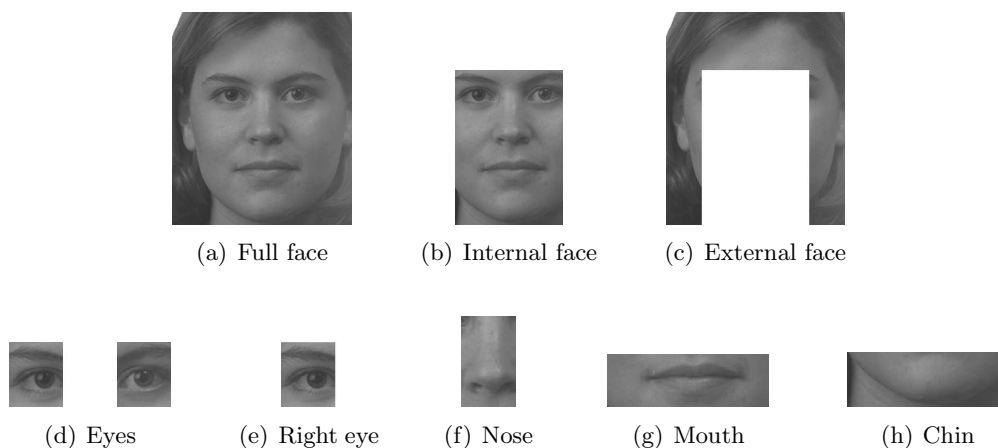 (a) Full face
(b) Internal face
(c) External face
(d) Eyes
(e) Right eye
(f) Nose
(g) Mouth
(h) Chin